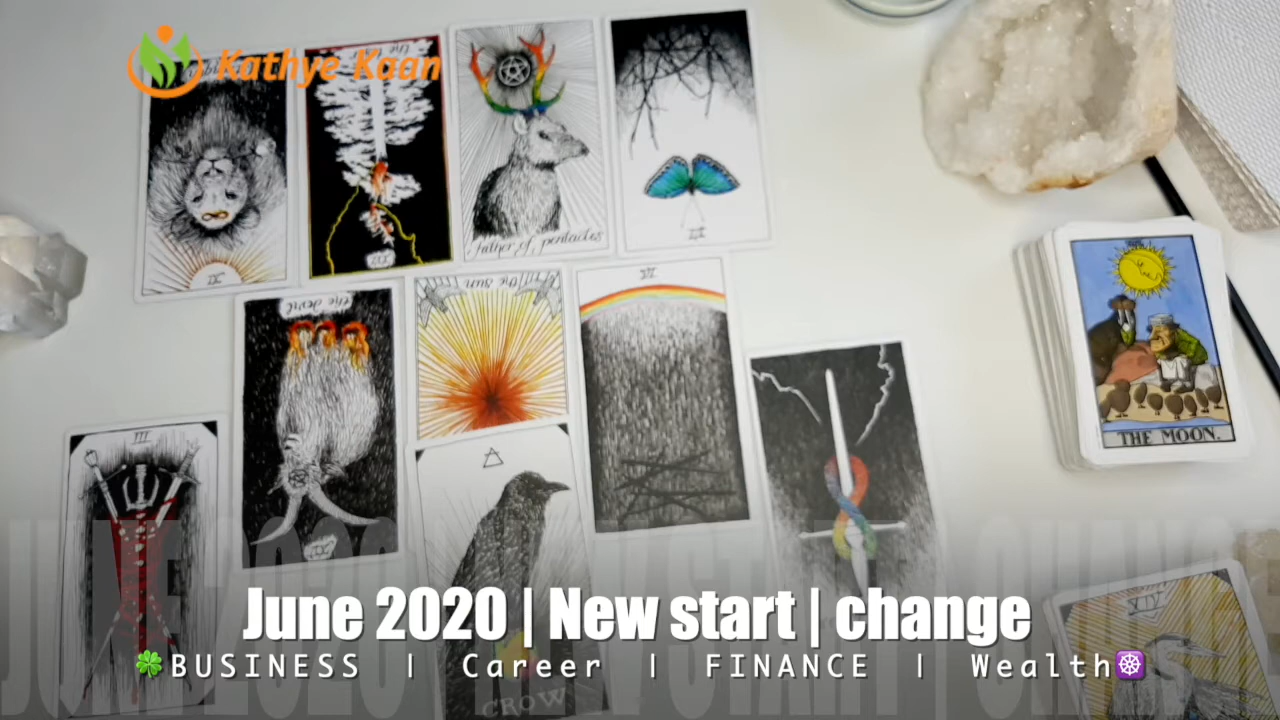 Kathye Kaan
Father of pentacles
the devil
the sun
III
THE MOON.
CROW
June 2020 | New start | change
🍀BUSINESS | Career | FINANCE | Wealth☸